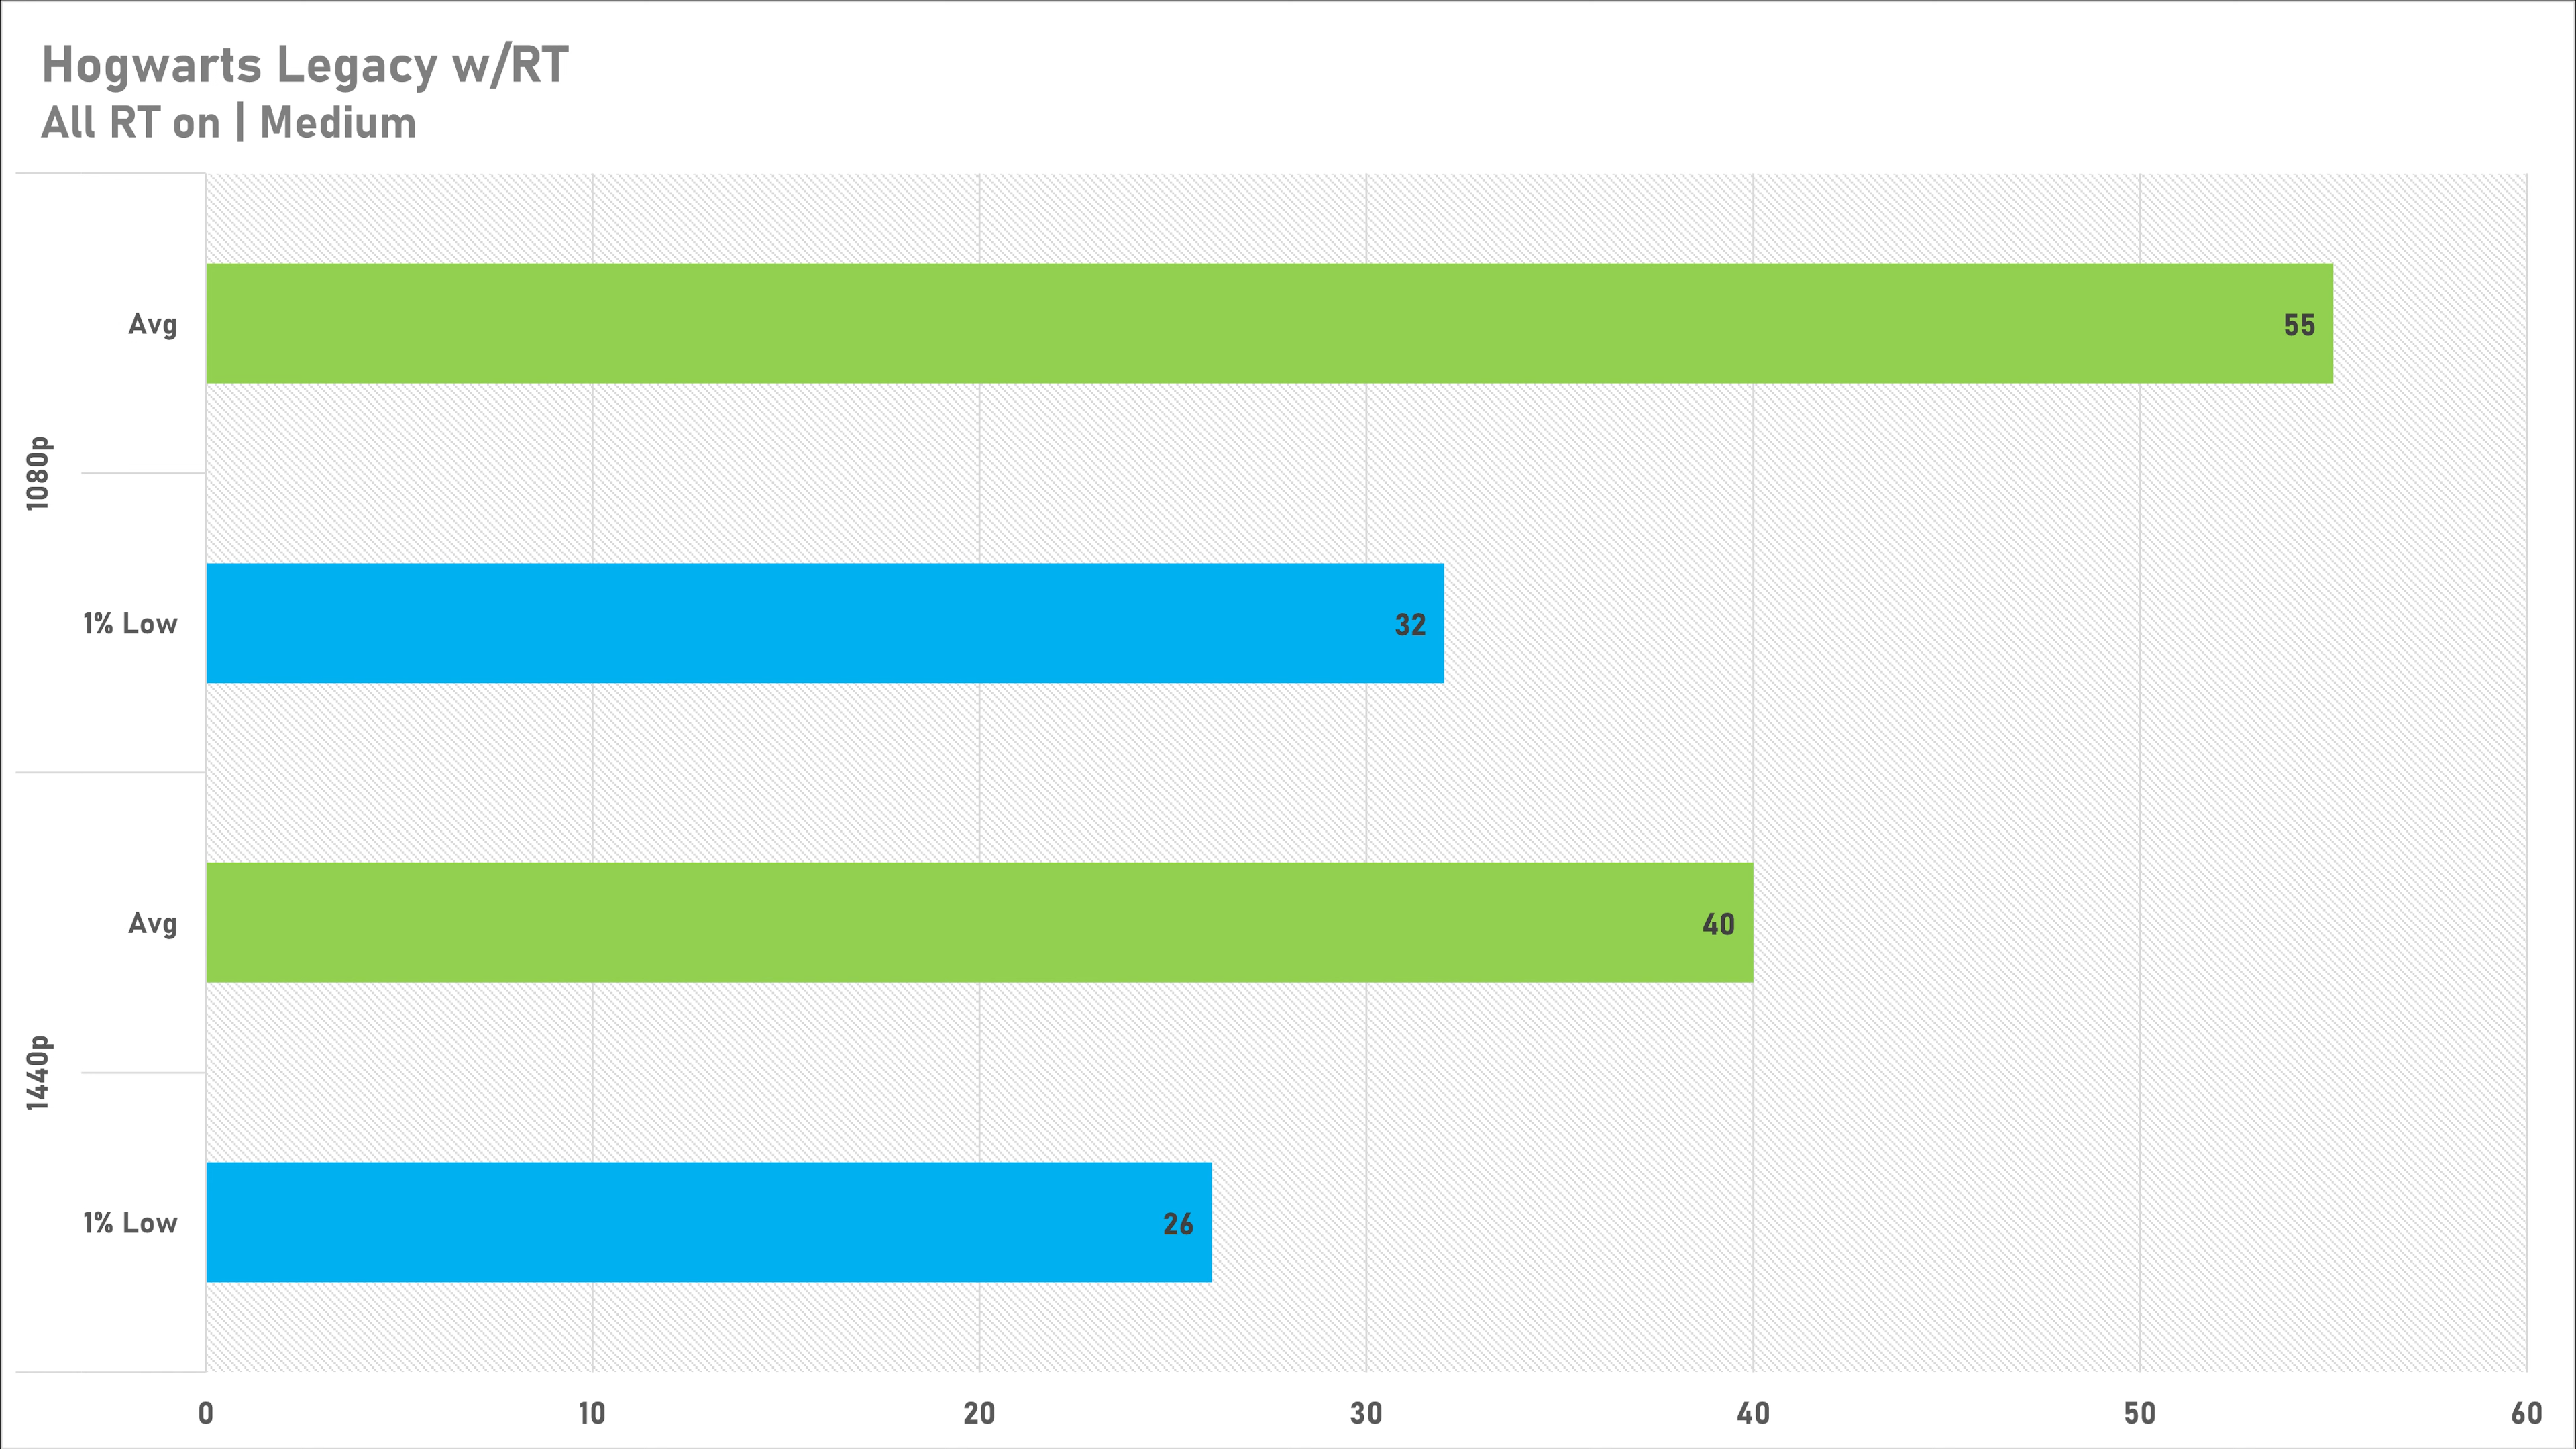 Hogwarts Legacy w/RT
All RT on | Medium
1080p
Avg
55
1% Low
32
1440p
Avg
40
1% Low
26
0 10 20 30 40 50 60